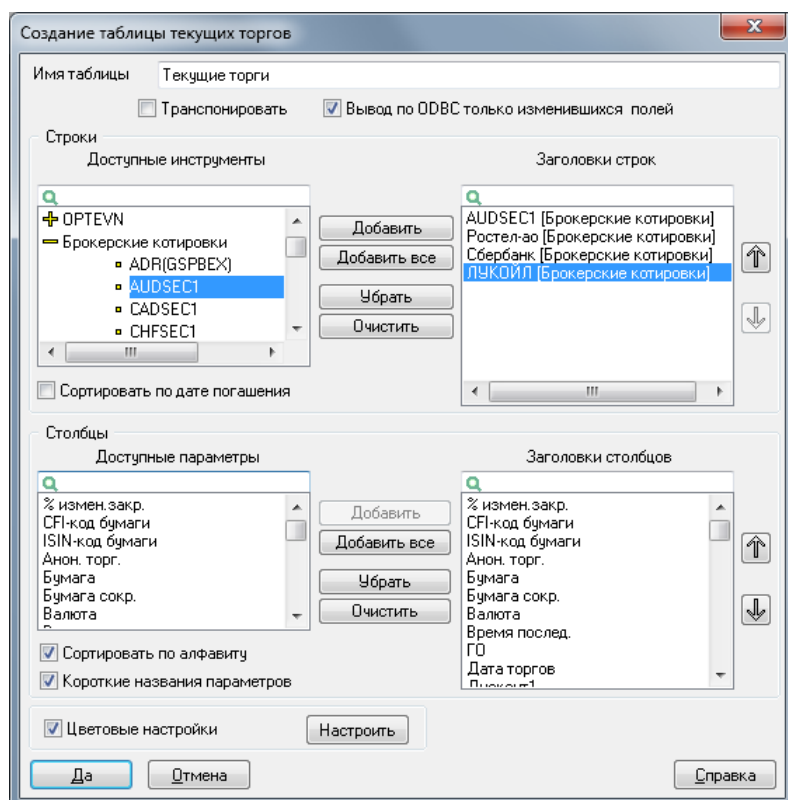 Создание таблицы текущих торгов
Имя таблицы Текущие торги
Транспонировать Вывод по ODBC только изменившихся полей
Строки
Доступные инструменты Заголовки строк
OPTEVN
Брокерские котировки
ADR(GSPBEX)
AUDSEC1
CADSEC1
CHFSEC1
Добавить
Добавить все
Убрать
Очистить
AUDSEC1 [Брокерские котировки]
Ростел-ао [Брокерские котировки]
Сбербанк [Брокерские котировки]
ЛУКОЙЛ [Брокерские котировки]
Сортировать по дате погашения
Столбцы
Доступные параметры Заголовки столбцов
% измен.закр.
CFI-код бумаги
ISIN-код бумаги
Анон. торг.
Бумага
Бумага сокр.
Валюта
Добавить
Добавить все
Убрать
Очистить
% измен.закр.
CFI-код бумаги
ISIN-код бумаги
Анон. торг.
Бумага
Бумага сокр.
Валюта
Время послед.
ГО
Дата торгов
Сортировать по алфавиту
Короткие названия параметров
Цветовые настройки Настроить
Да Отмена Справка